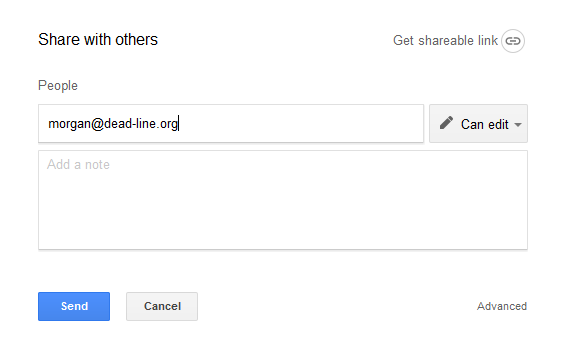 Share with others
Get shareable link
People
morgan@dead-line.org
Can edit
Add a note
Send
Cancel
Advanced